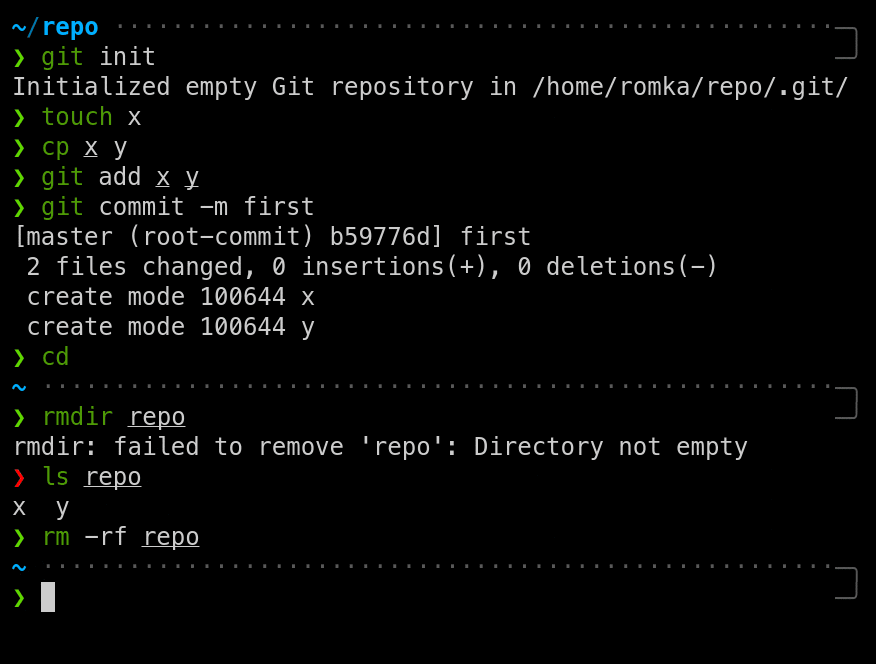 ~/repo
❯ git init
Initialized empty Git repository in /home/romka/repo/.git/
❯ touch x
❯ cp x y
❯ git add x y
❯ git commit -m first
[master (root-commit) b59776d] first
 2 files changed, 0 insertions(+), 0 deletions(-)
 create mode 100644 x
 create mode 100644 y
❯ cd
~
❯ rmdir repo
rmdir: failed to remove 'repo': Directory not empty
❯ ls repo
x  y
❯ rm -rf repo
~
❯